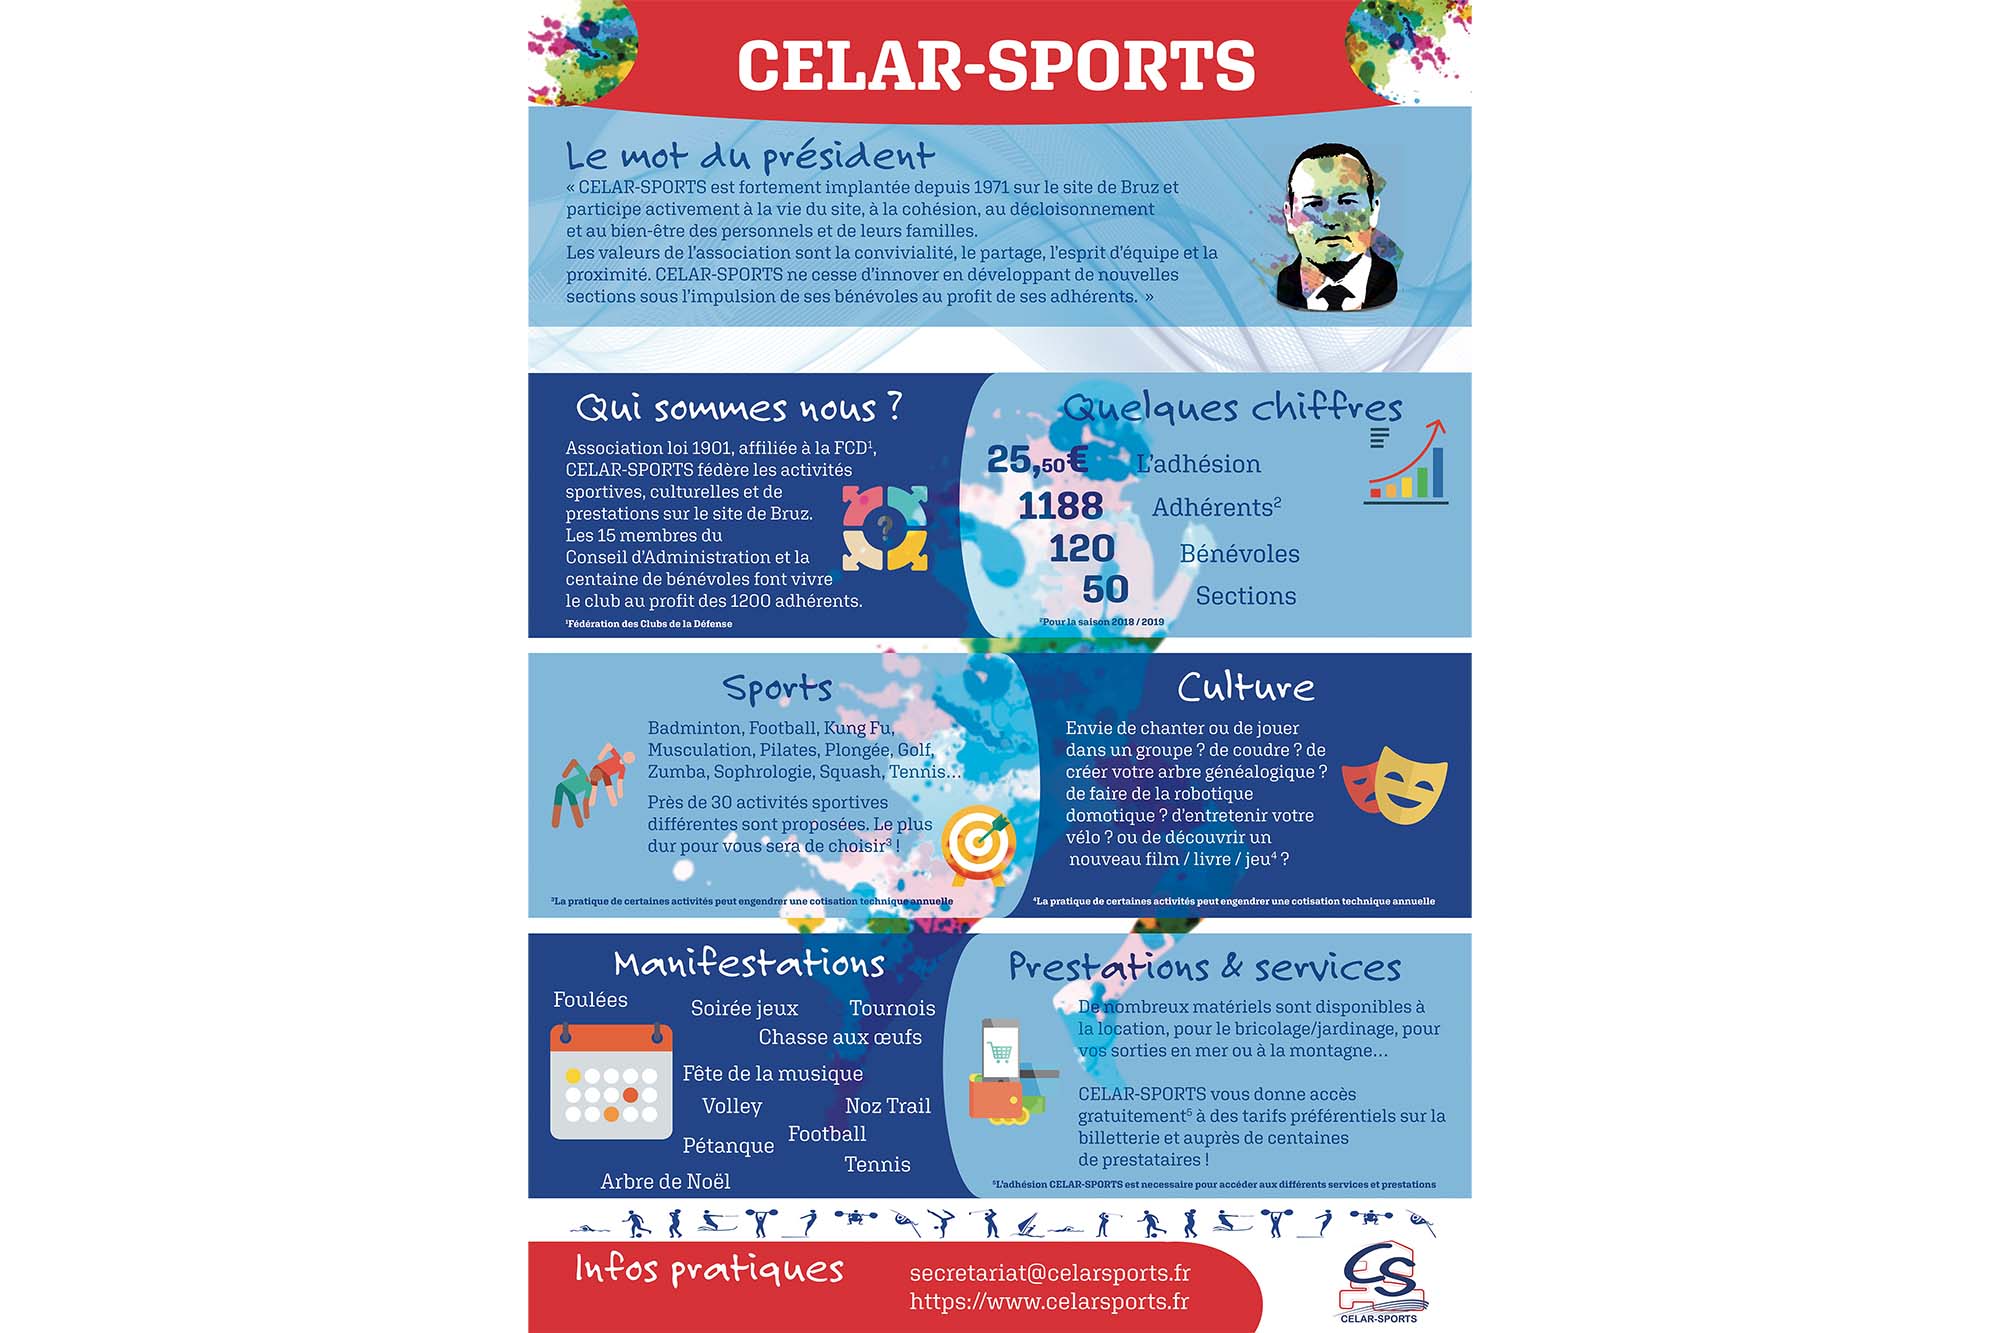 CELAR-SPORTS
Le mot du président
« CELAR-SPORTS est fortement implantée depuis 1971 sur le site de Bruz et
participe activement à la vie du site, à la cohésion, au décloisonnement
et au bien-être des personnels et de leurs familles.
Les valeurs de l'association sont la convivialité, le partage, l'esprit d'équipe et la
proximité. CELAR-SPORTS ne cesse d'innover en développant de nouvelles
sections sous l'impulsion de ses bénévoles au profit de ses adhérents. »
Qui sommes nous ?
Association loi 1901, affiliée à la FCD¹,
CELAR-SPORTS fédère les activités
sportives, culturelles et de
prestations sur le site de Bruz.
Les 15 membres du
Conseil d'Administration et la
centaine de bénévoles font vivre
le club au profit des 1200 adhérents.
¹Fédération des Clubs de la Défense
?
Quelques chiffres
25,50€ L'adhésion
1188 Adhérents²
120 Bénévoles
50 Sections
²Pour la saison 2018 / 2019
Sports
Badminton, Football, Kung Fu,
Musculation, Pilates, Plongée, Golf,
Zumba, Sophrologie, Squash, Tennis...
Près de 30 activités sportives
différentes sont proposées. Le plus
dur pour vous sera de choisir³ !
³La pratique de certaines activités peut engendrer une cotisation technique annuelle
Culture
Envie de chanter ou de jouer
dans un groupe ? de coudre ? de
créer votre arbre généalogique ?
de faire de la robotique
domotique ? d'entretenir votre
vélo ? ou de découvrir un
nouveau film / livre / jeu⁴ ?
⁴La pratique de certaines activités peut engendrer une cotisation technique annuelle
Manifestations
Foulées
Soirée jeux
Tournois
Chasse aux œufs
Fête de la musique
Volley
Noz Trail
Football
Pétanque
Tennis
Arbre de Noël
Prestations & services
De nombreux matériels sont disponibles à
la location, pour le bricolage/jardinage, pour
vos sorties en mer ou à la montagne...
CELAR-SPORTS vous donne accès
gratuitement⁵ à des tarifs préférentiels sur la
billetterie et auprès de centaines
de prestataires !
⁵L'adhésion CELAR-SPORTS est necessaire pour accéder aux différents services et prestations
Infos pratiques
secretariat@celarsports.fr
https://www.celarsports.fr
CS
CELAR-SPORTS